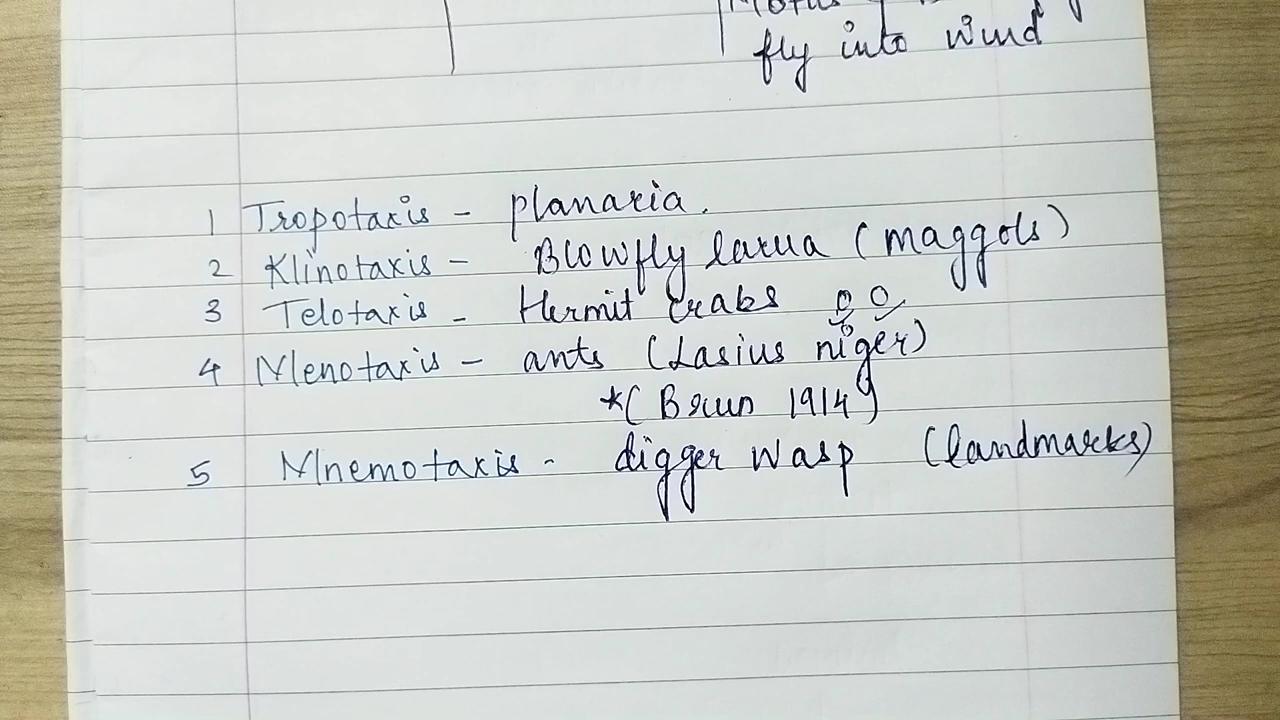 fly into wind
1 Tropotaxis - planaria.
2 Klinotaxis - Blowfly larva (maggots)
3 Telotaxis - Hermit crabs
4 Menotaxis - ants (Lasius niger)
*(Brun 1914)
5 Mnemotaxis - digger wasp (landmarks)